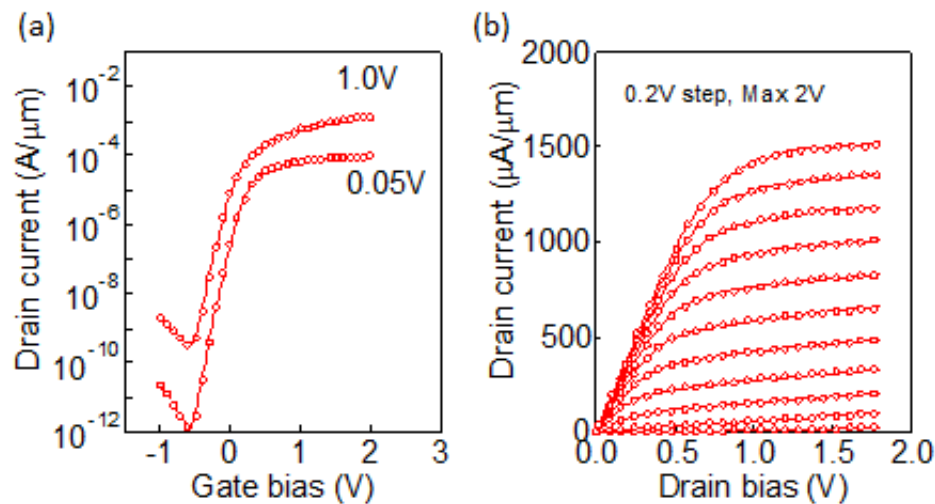 (a)
Drain current (A/μm)
10⁻²
10⁻⁴
10⁻⁶
10⁻⁸
10⁻¹⁰
10⁻¹²
1.0V
0.05V
-1 0 1 2 3
Gate bias (V)
(b)
Drain current (μA/μm)
2000
1500
1000
500
0
0.2V step, Max 2V
0.0 0.5 1.0 1.5 2.0
Drain bias (V)